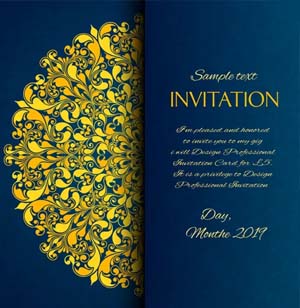 Sample text
INVITATION
I'm pleased and honored
to invite you to my gig
i will Design Professional
Invitation Card for £5.
It is a privilege to Design
Professional Invitation
Day,
Monthe 2019